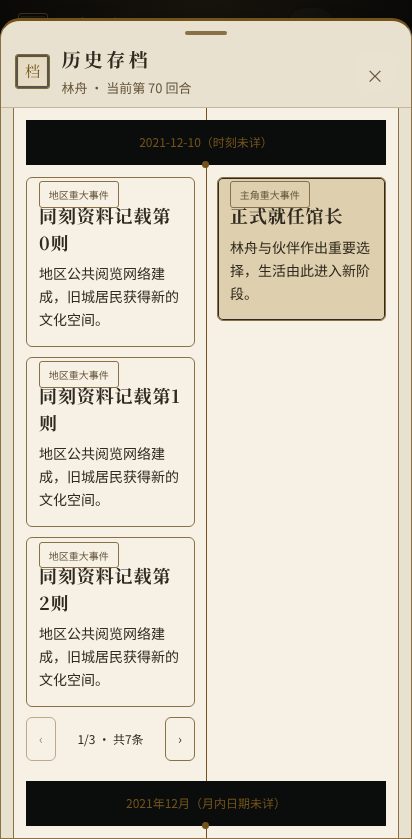 档
历史存档
林舟 · 当前第 70 回合
×
2021-12-10（时刻未详）
地区重大事件
同刻资料记载第
0则
地区公共阅览网络建
成，旧城居民获得新的
文化空间。
主角重大事件
正式就任馆长
林舟与伙伴作出重要选
择，生活由此进入新阶
段。
地区重大事件
同刻资料记载第1
则
地区公共阅览网络建
成，旧城居民获得新的
文化空间。
地区重大事件
同刻资料记载第
2则
地区公共阅览网络建
成，旧城居民获得新的
文化空间。
‹ 1/3 · 共7条 ›
2021年12月（月内日期未详）